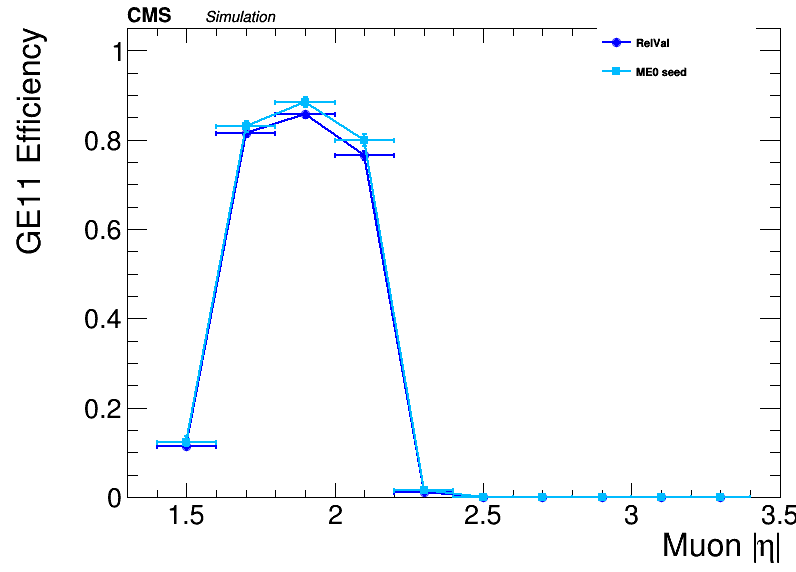 CMS Simulation
RelVal
ME0 seed
GE11 Efficiency
1
0.8
0.6
0.4
0.2
0
1.5 2 2.5 3 3.5
Muon |η|